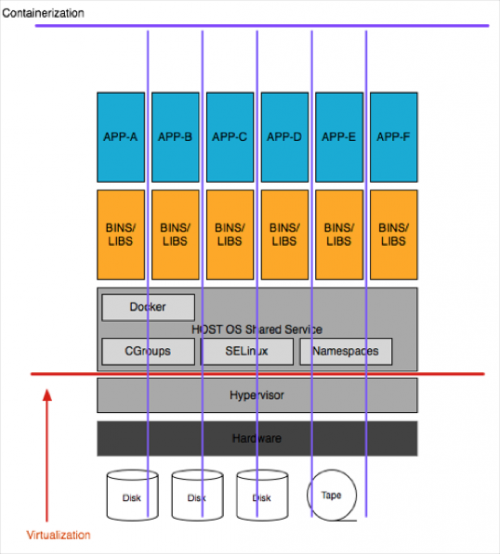 Containerization
APP-A APP-B APP-C APP-D APP-E APP-F
BINS/ BINS/ BINS/ BINS/ BINS/ BINS/
LIBS LIBS LIBS LIBS LIBS LIBS
Docker
HOST OS Shared Service
CGroups SELinux Namespaces
Hypervisor
Hardware
Disk Disk Disk Tape
Virtualization